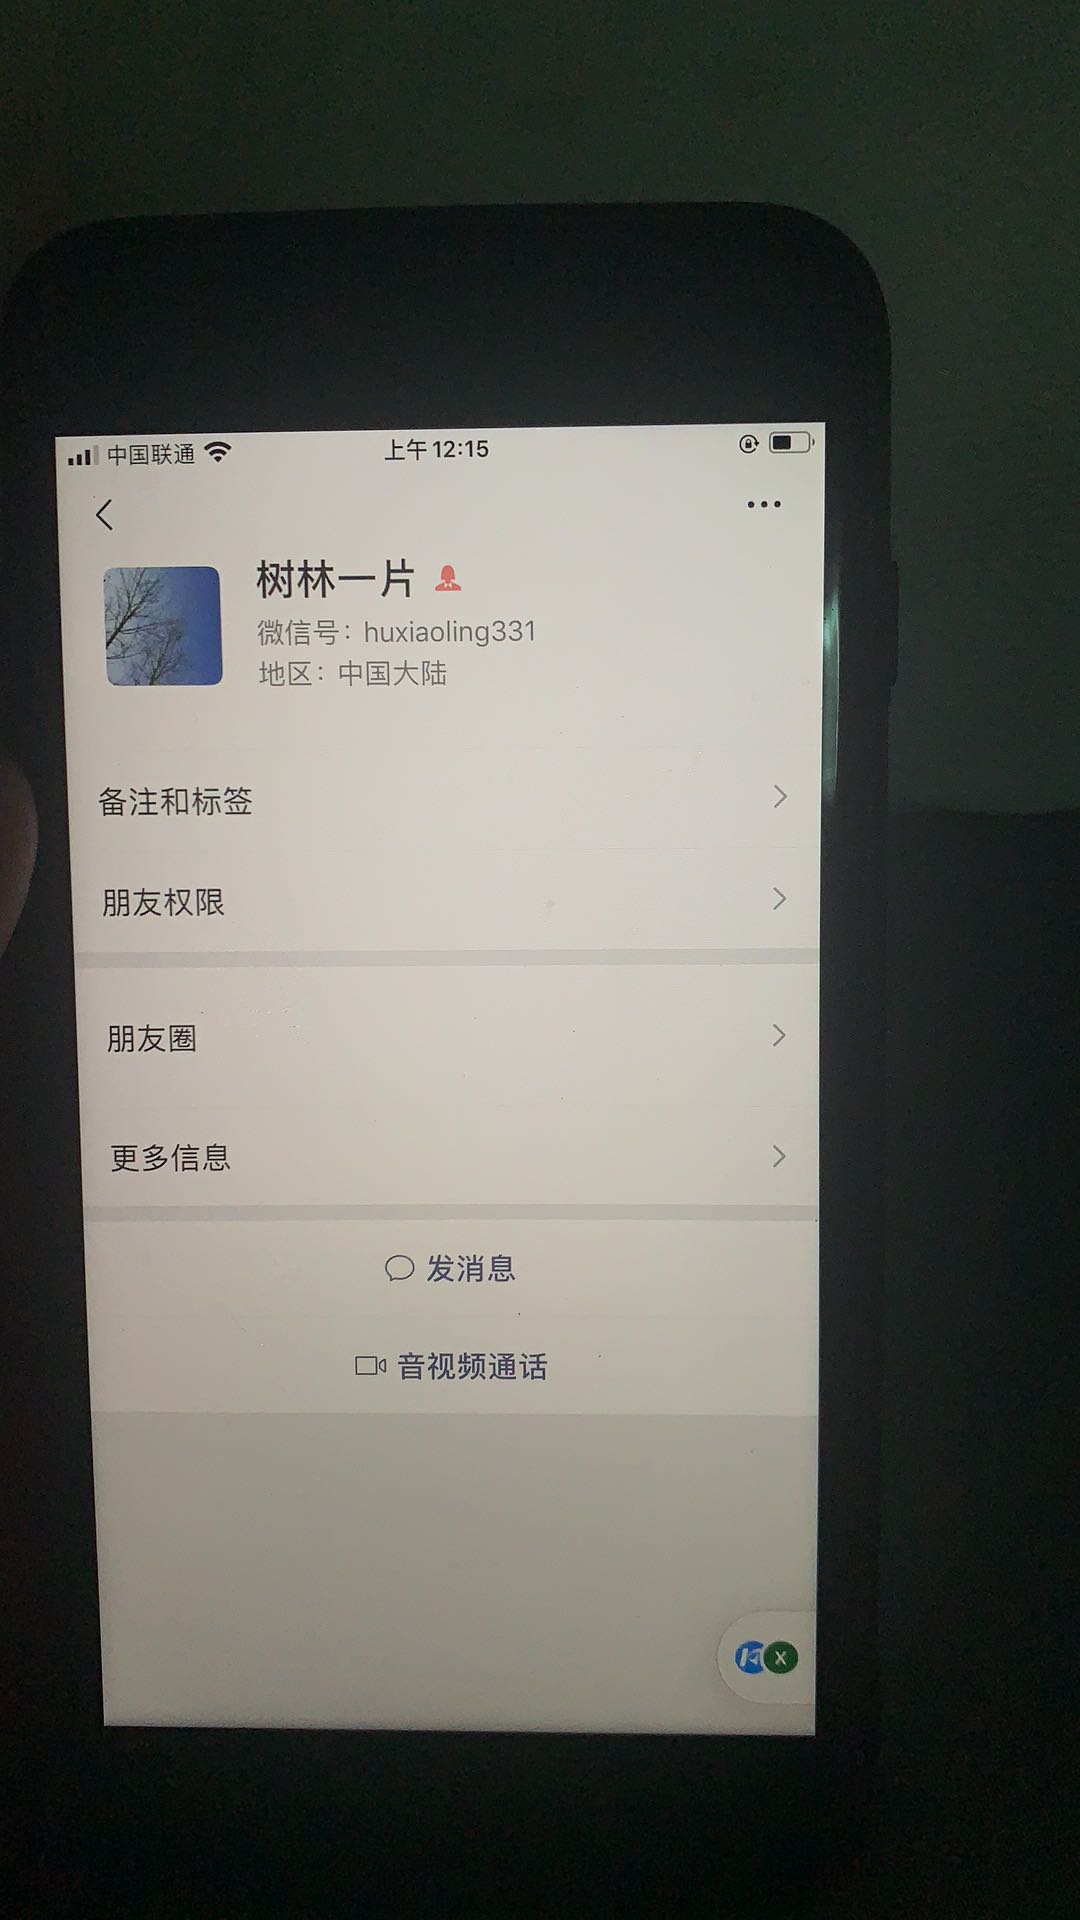 中国联通 上午 12:15
树林一片
微信号：huxiaoling331
地区：中国大陆
备注和标签
朋友权限
朋友圈
更多信息
发消息
音视频通话
X